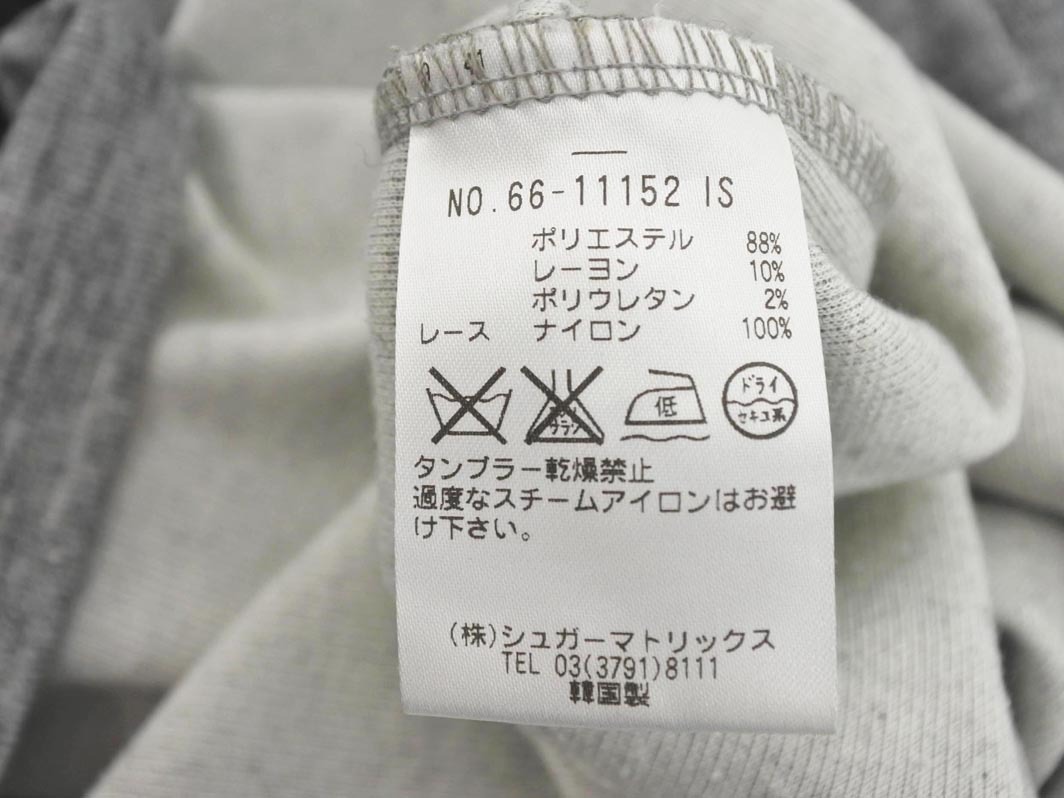 41
NO.66-11152 IS
ポリエステル 88%
レーヨン 10%
ポリウレタン 2%
レース ナイロン 100%
サラシ 低 ドライ
セキユ系
タンブラー乾燥禁止
過度なスチームアイロンはお避
け下さい。
(株)シュガーマトリックス
TEL 03(3791)8111
韓国製